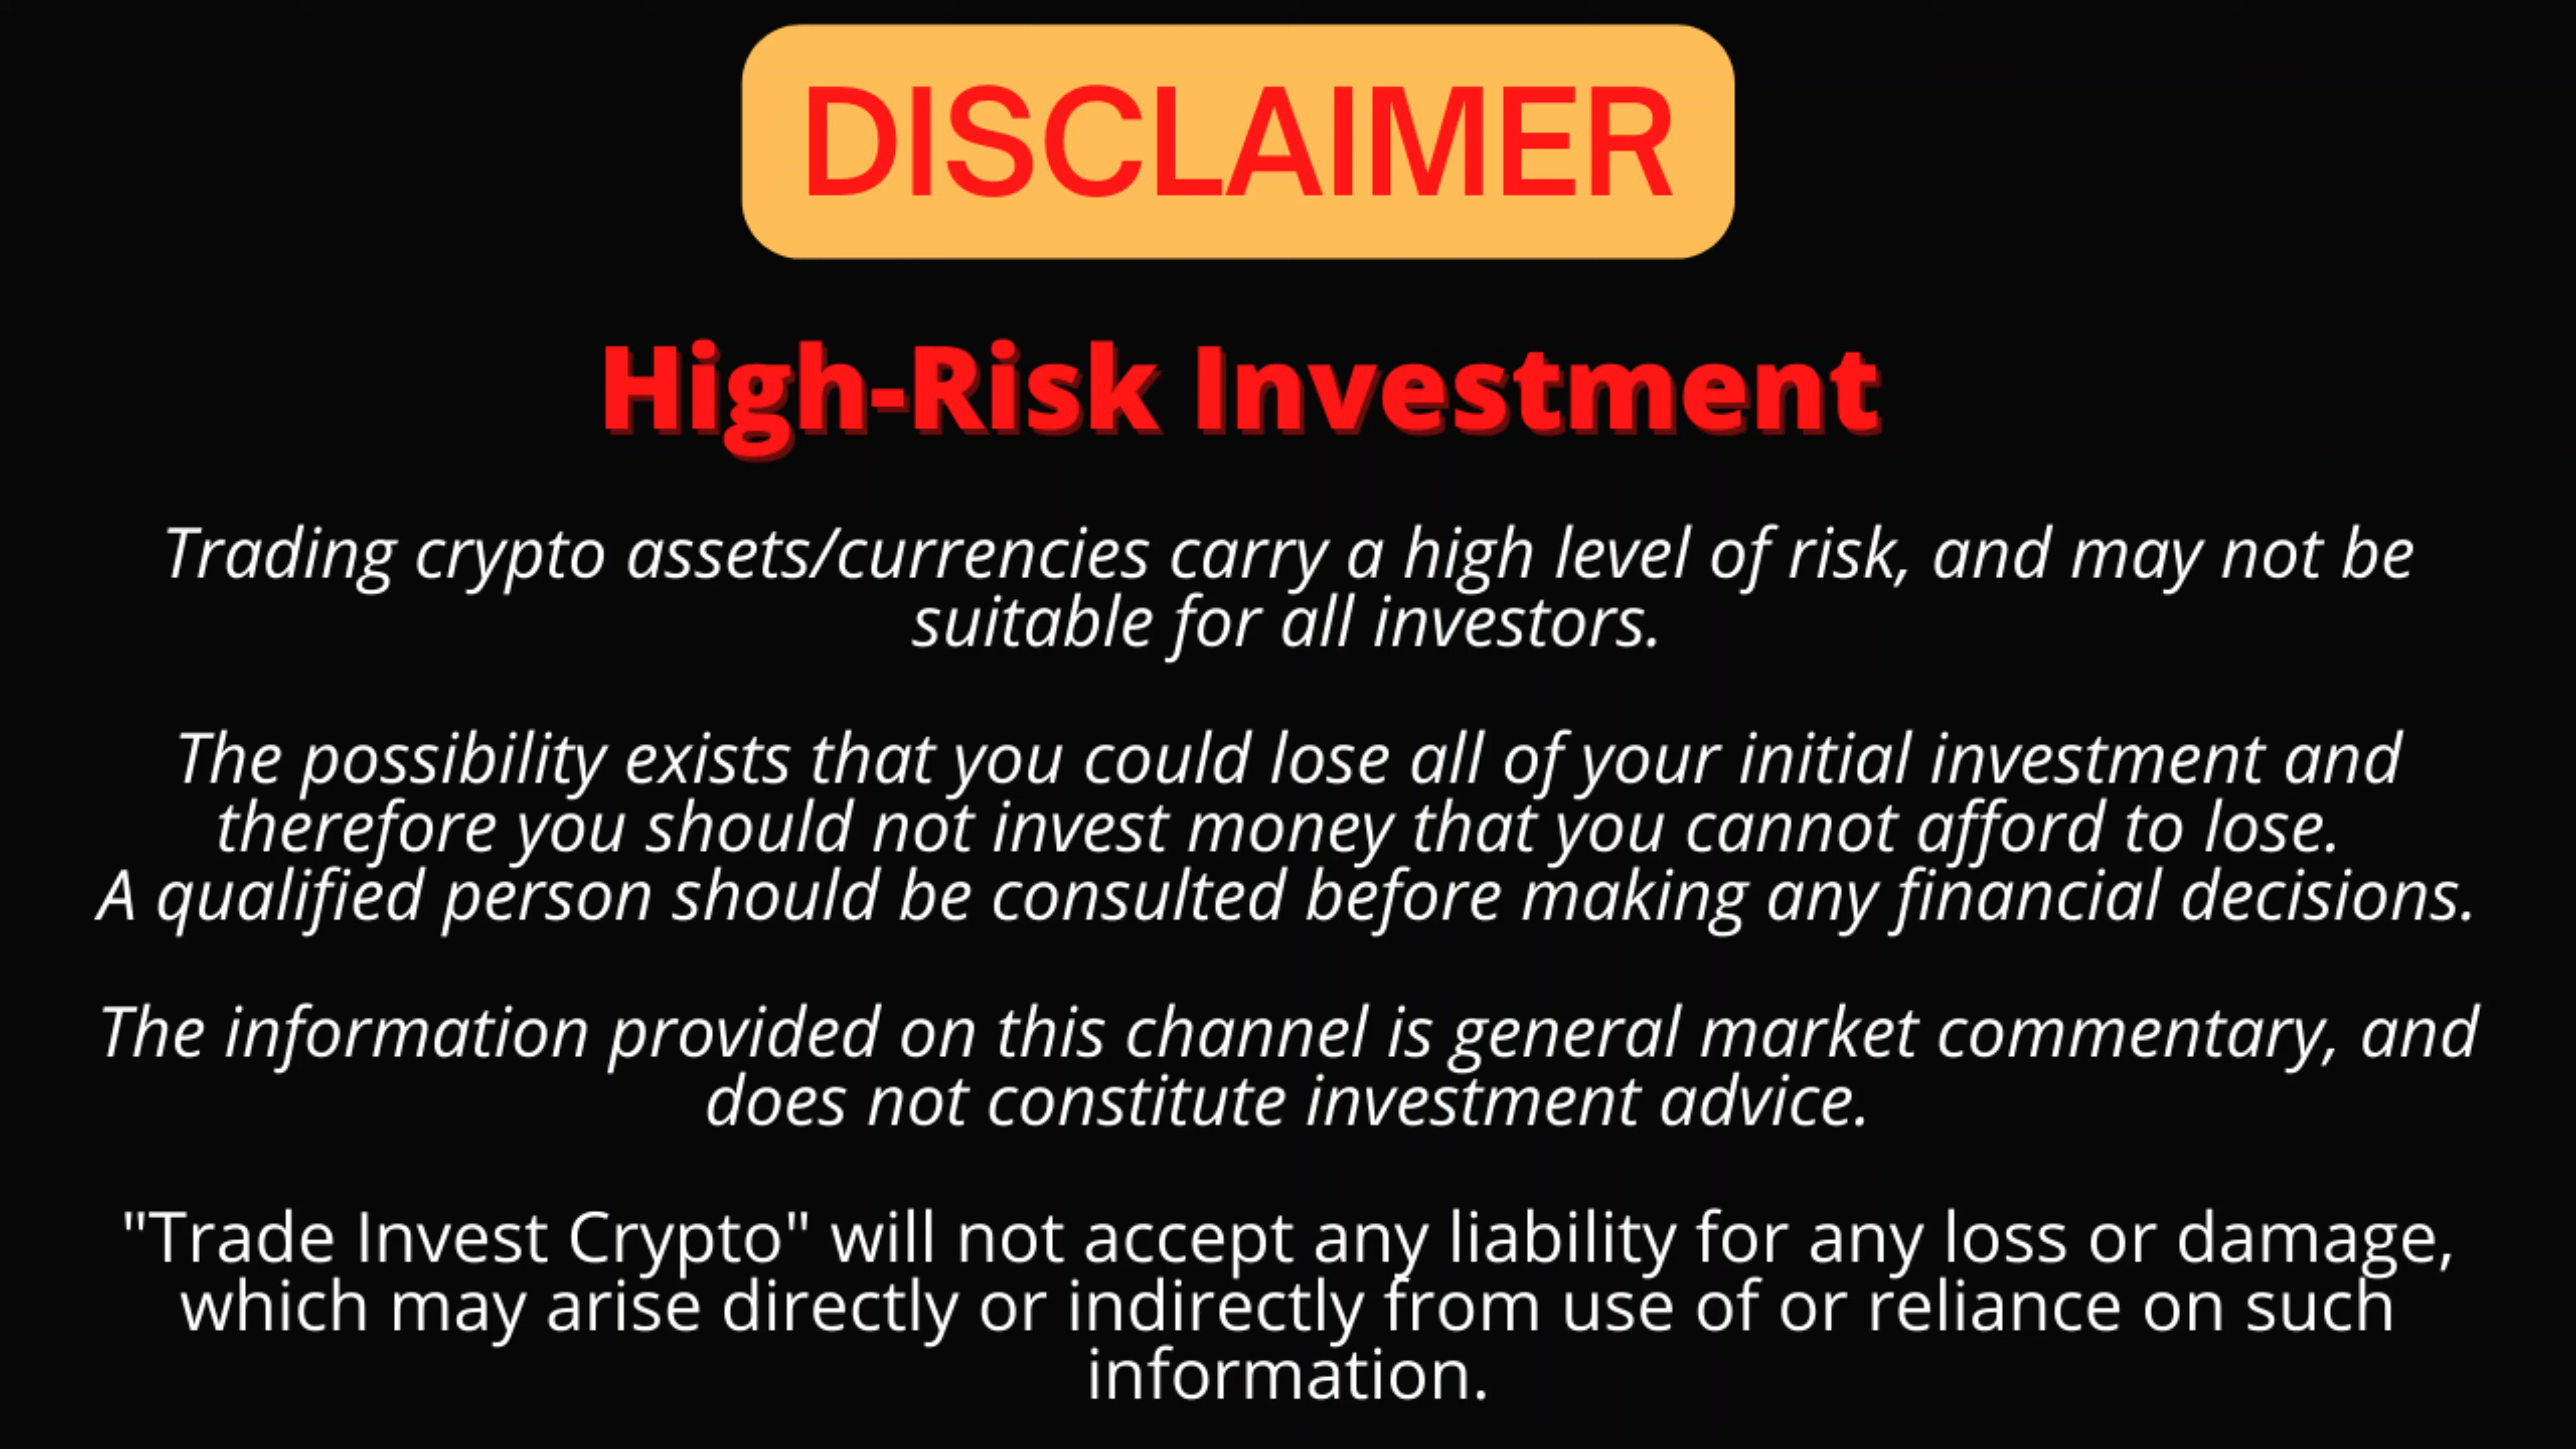 DISCLAIMER
High-Risk Investment
Trading crypto assets/currencies carry a high level of risk, and may not be
suitable for all investors.
The possibility exists that you could lose all of your initial investment and
therefore you should not invest money that you cannot afford to lose.
A qualified person should be consulted before making any financial decisions.
The information provided on this channel is general market commentary, and
does not constitute investment advice.
"Trade Invest Crypto" will not accept any liability for any loss or damage,
which may arise directly or indirectly from use of or reliance on such
information.